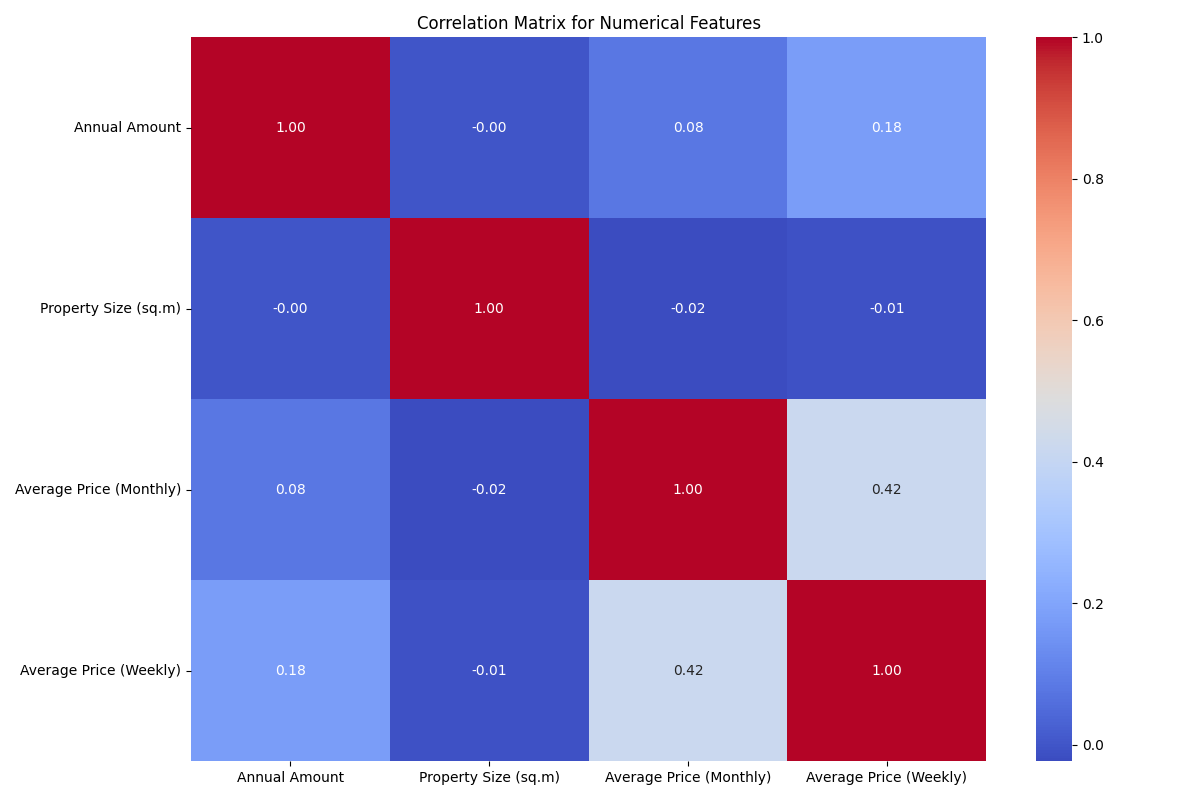 Correlation Matrix for Numerical Features
1.0
Annual Amount 1.00 -0.00 0.08 0.18
0.8
Property Size (sq.m) -0.00 1.00 -0.02 -0.01
0.6
0.4
Average Price (Monthly) 0.08 -0.02 1.00 0.42
0.2
Average Price (Weekly) 0.18 -0.01 0.42 1.00
0.0
Annual Amount Property Size (sq.m) Average Price (Monthly) Average Price (Weekly)